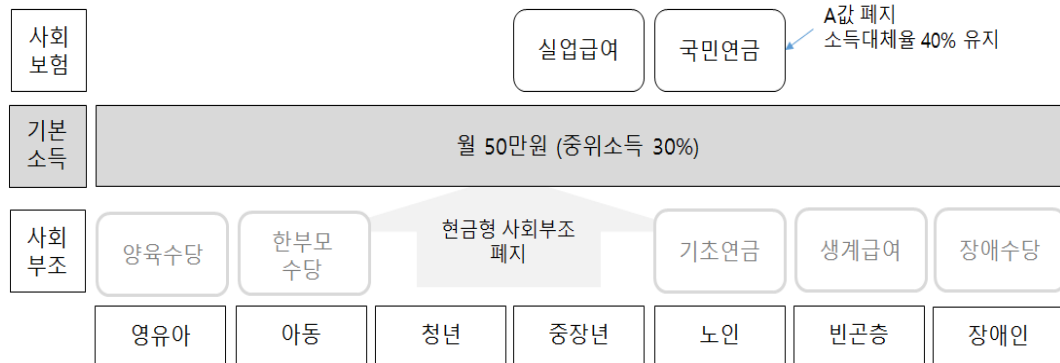 사회
보험
실업급여
국민연금
A값 폐지
소득대체율 40% 유지
기본
소득
월 50만원 (중위소득 30%)
사회
부조
양육수당
한부모
수당
현금형 사회부조
폐지
기초연금
생계급여
장애수당
영유아
아동
청년
중장년
노인
빈곤층
장애인